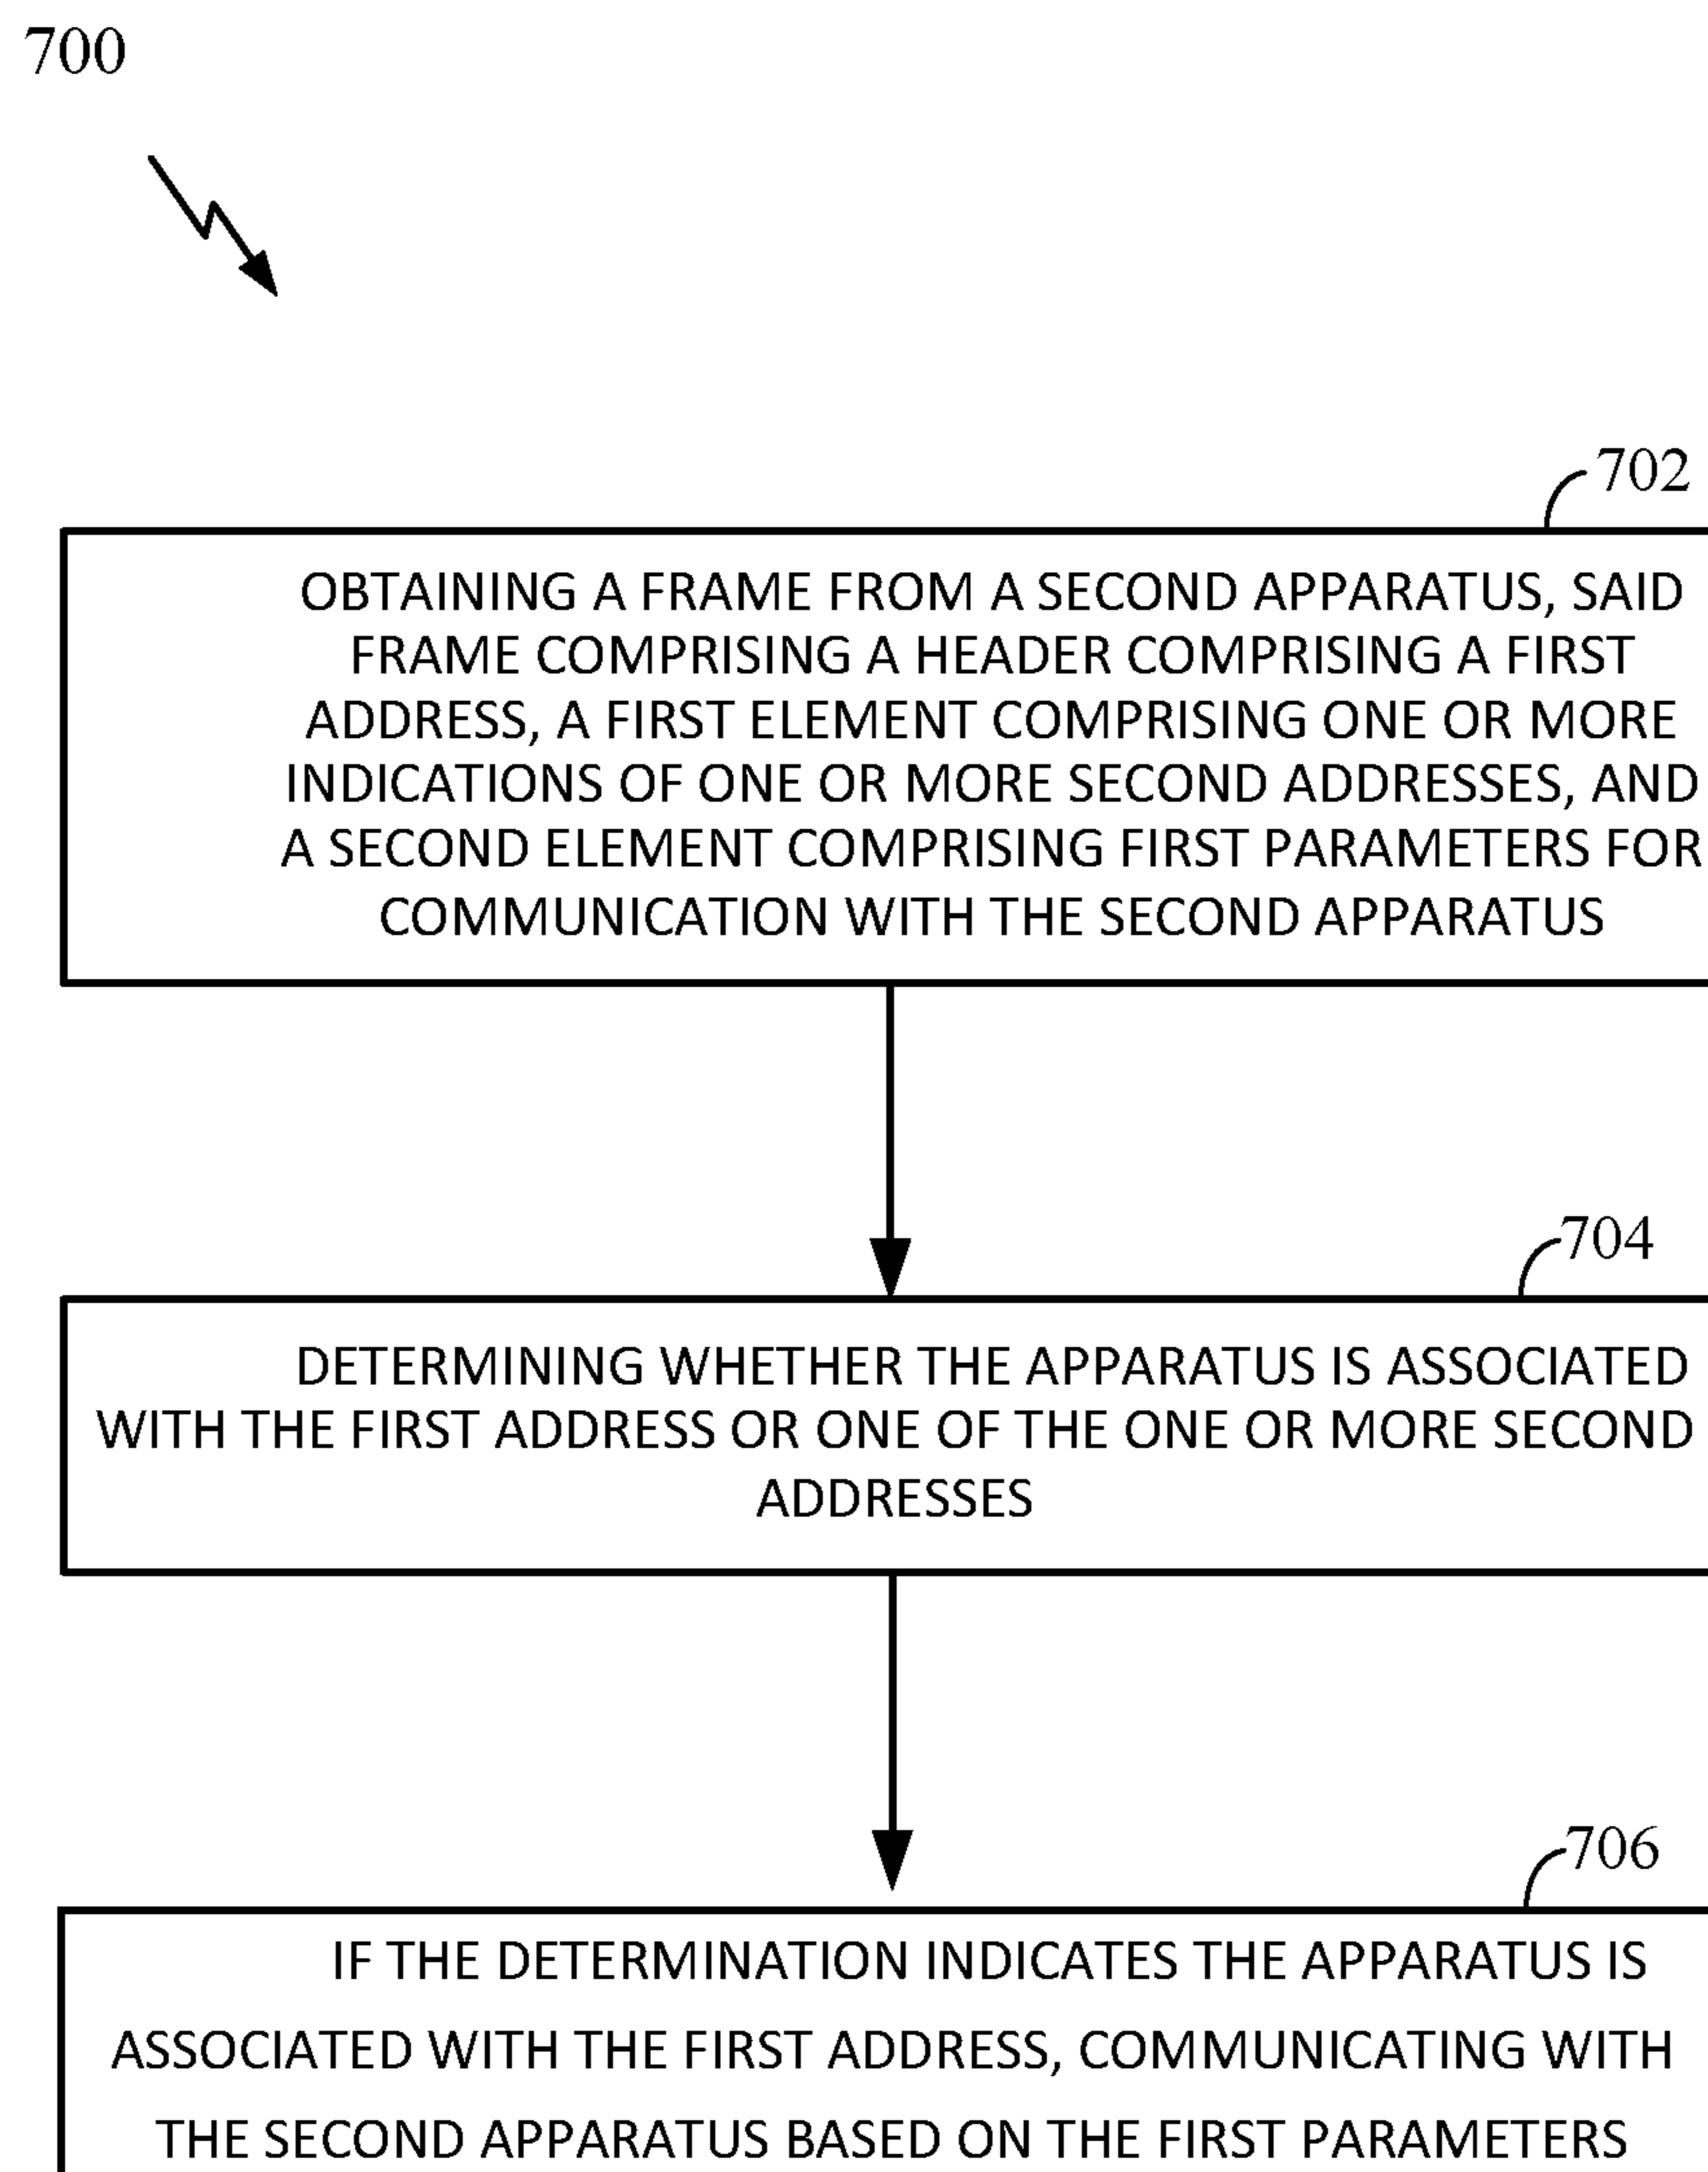 700
702
OBTAINING A FRAME FROM A SECOND APPARATUS, SAID
FRAME COMPRISING A HEADER COMPRISING A FIRST
ADDRESS, A FIRST ELEMENT COMPRISING ONE OR MORE
INDICATIONS OF ONE OR MORE SECOND ADDRESSES, AND
A SECOND ELEMENT COMPRISING FIRST PARAMETERS FOR
COMMUNICATION WITH THE SECOND APPARATUS
704
DETERMINING WHETHER THE APPARATUS IS ASSOCIATED
WITH THE FIRST ADDRESS OR ONE OF THE ONE OR MORE SECOND
ADDRESSES
706
IF THE DETERMINATION INDICATES THE APPARATUS IS
ASSOCIATED WITH THE FIRST ADDRESS, COMMUNICATING WITH
THE SECOND APPARATUS BASED ON THE FIRST PARAMETERS